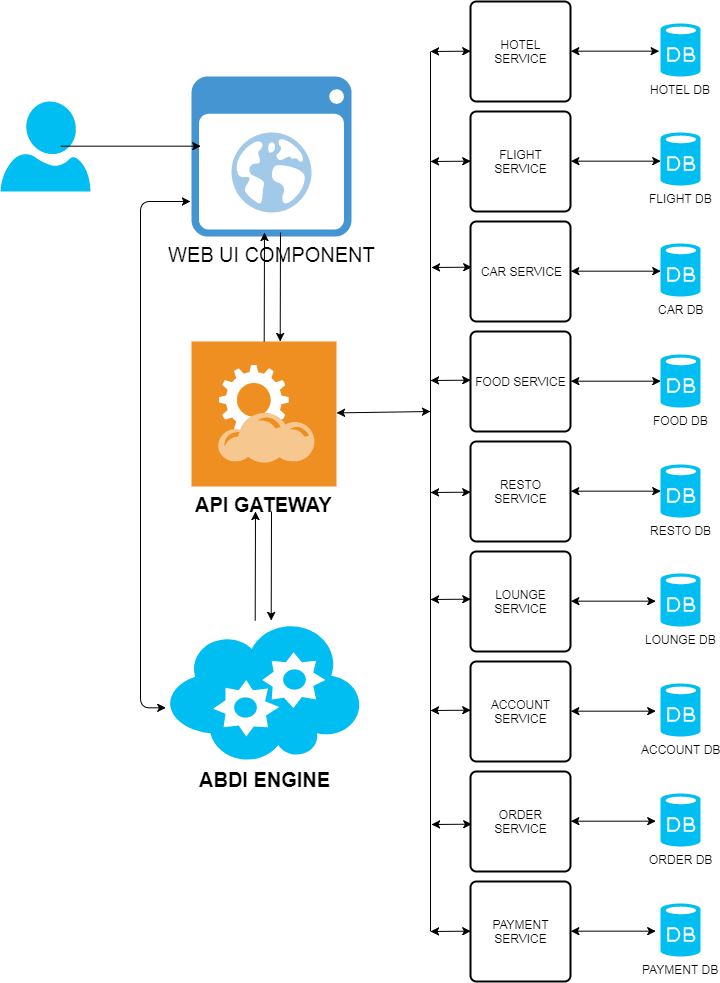 HOTEL
SERVICE
DB
HOTEL DB
FLIGHT
SERVICE
DB
FLIGHT DB
WEB UI COMPONENT
CAR SERVICE
DB
CAR DB
FOOD SERVICE
DB
FOOD DB
API GATEWAY
RESTO
SERVICE
DB
RESTO DB
LOUNGE
SERVICE
DB
LOUNGE DB
ABDI ENGINE
ACCOUNT
SERVICE
DB
ACCOUNT DB
ORDER
SERVICE
DB
ORDER DB
PAYMENT
SERVICE
DB
PAYMENT DB